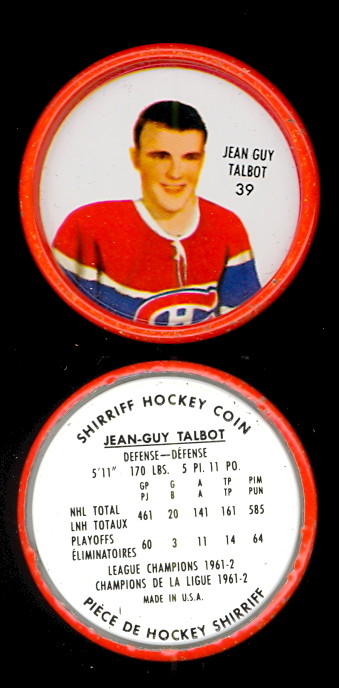 JEAN GUY
TALBOT
39
SHIRRIFF HOCKEY COIN
JEAN-GUY TALBOT
DEFENSE—DÉFENSE
5'11" 170 LBS. 5 PI. 11 PO.
GP G A TP PIM
PJ B A TP PUN
NHL TOTAL
LNH TOTAUX 461 20 141 161 585
PLAYOFFS
ÉLIMINATOIRES 60 3 11 14 64
LEAGUE CHAMPIONS 1961-2
CHAMPIONS DE LA LIGUE 1961-2
MADE IN U.S.A.
PIÈCE DE HOCKEY SHIRRIFF